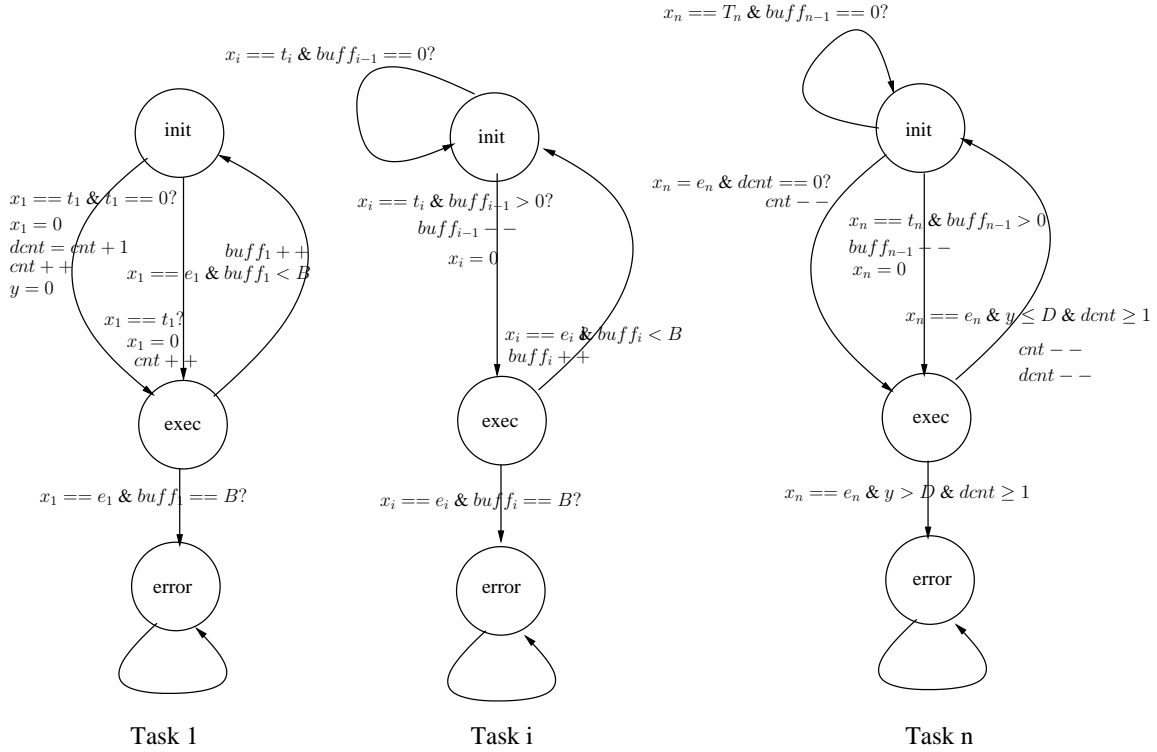 x_n == T_n & buff_{n-1} == 0?
x_i == t_i & buff_{i-1} == 0?
init
init
init
x_1 == t_1 & t_1 == 0?
x_1 = 0
dcnt = cnt + 1
cnt + +
y = 0
buff_1 + +
x_1 == e_1 & buff_1 < B
x_1 == t_1?
x_1 = 0
cnt + +
x_i == t_i & buff_{i-1} > 0?
buff_{i-1} - -
x_i = 0
x_i == e_i & buff_i < B
buff_i + +
x_n = e_n & dcnt == 0?
cnt - -
x_n == t_n & buff_{n-1} > 0
buff_{n-1} - -
x_n = 0
x_n == e_n & y ≤ D & dcnt ≥ 1
cnt - -
dcnt - -
exec
exec
exec
x_1 == e_1 & buff_1 == B?
x_i == e_i & buff_i == B?
x_n == e_n & y > D & dcnt ≥ 1
error
error
error
Task 1
Task i
Task n